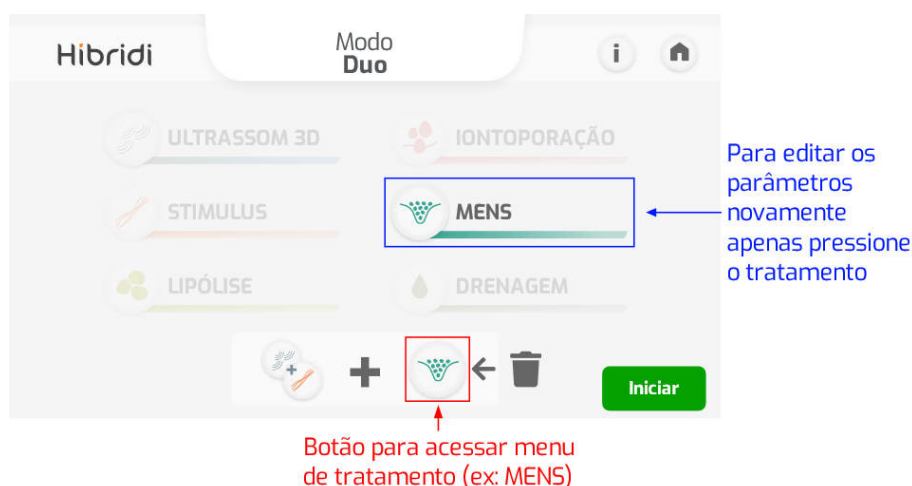 Hibridi
Modo
Duo
i
ULTRASSOM 3D
IONTOPORAÇÃO
STIMULUS
MENS
LIPÓLISE
DRENAGEM
Iniciar
Para editar os
parâmetros
novamente
apenas pressione
o tratamento
Botão para acessar menu
de tratamento (ex: MENS)